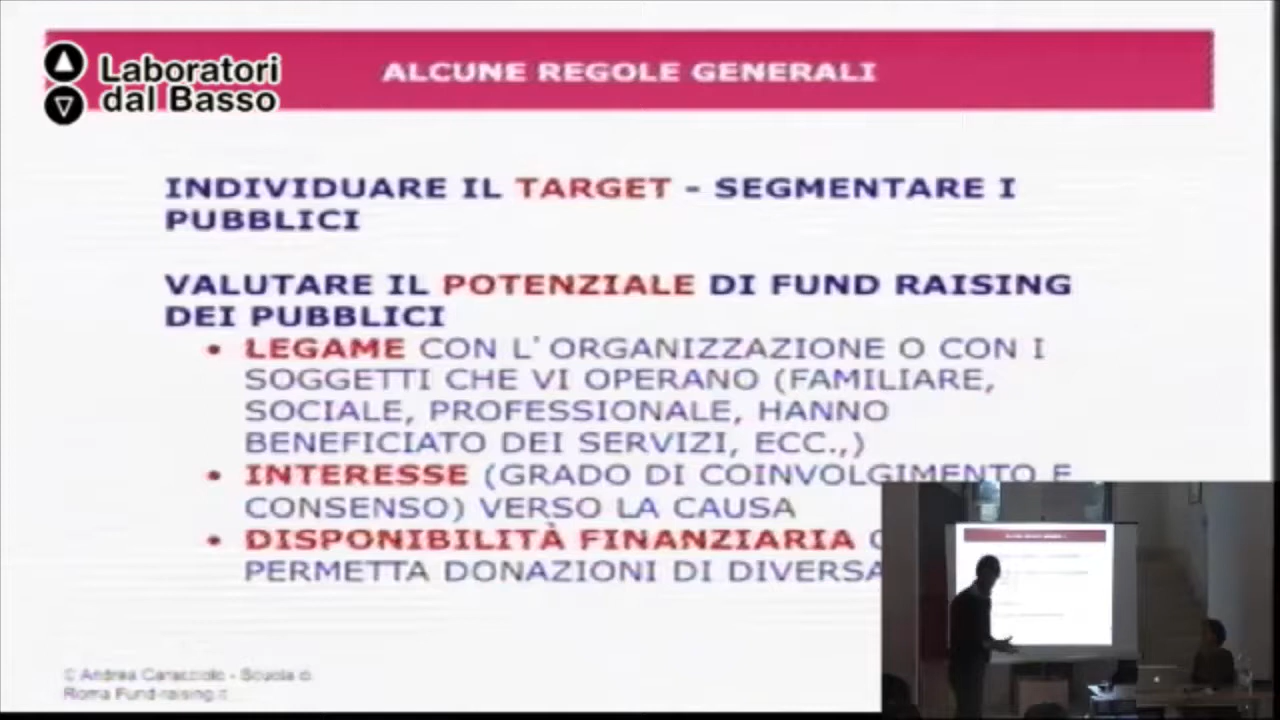 Laboratori
dal Basso
ALCUNE REGOLE GENERALI
INDIVIDUARE IL TARGET - SEGMENTARE I
PUBBLICI
VALUTARE IL POTENZIALE DI FUND RAISING
DEI PUBBLICI
• LEGAME CON L'ORGANIZZAZIONE O CON I
SOGGETTI CHE VI OPERANO (FAMILIARE,
SOCIALE, PROFESSIONALE, HANNO
BENEFICIATO DEI SERVIZI, ECC.,)
• INTERESSE (GRADO DI COINVOLGIMENTO E
CONSENSO) VERSO LA CAUSA
• DISPONIBILITÀ FINANZIARIA
PERMETTA DONAZIONI DI DIVERSA
© Andrea Caracciolo - Scuola di
Roma Fund-raising.it